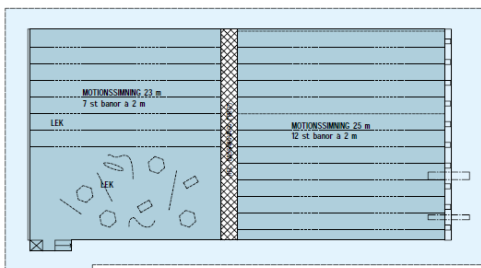 MOTIONSSIMNING 23 m
7 st banor a 2 m
LEK
LEK
MOTIONSSIMNING 25 m
12 st banor a 2 m